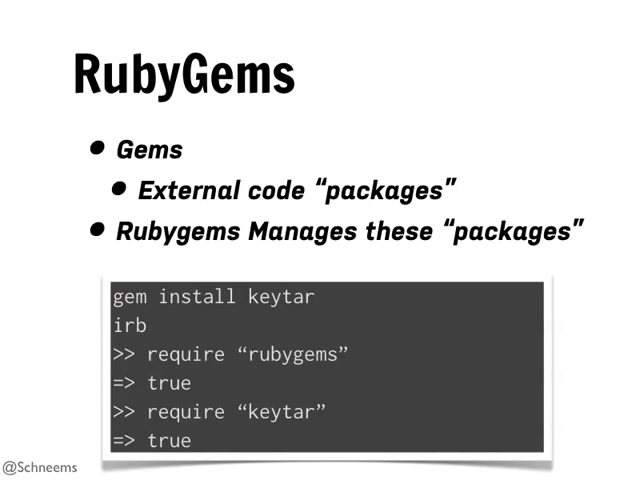 RubyGems
• Gems
• External code “packages”
• Rubygems Manages these “packages”
gem install keytar
irb
>> require “rubygems”
=> true
>> require “keytar”
=> true
@Schneems